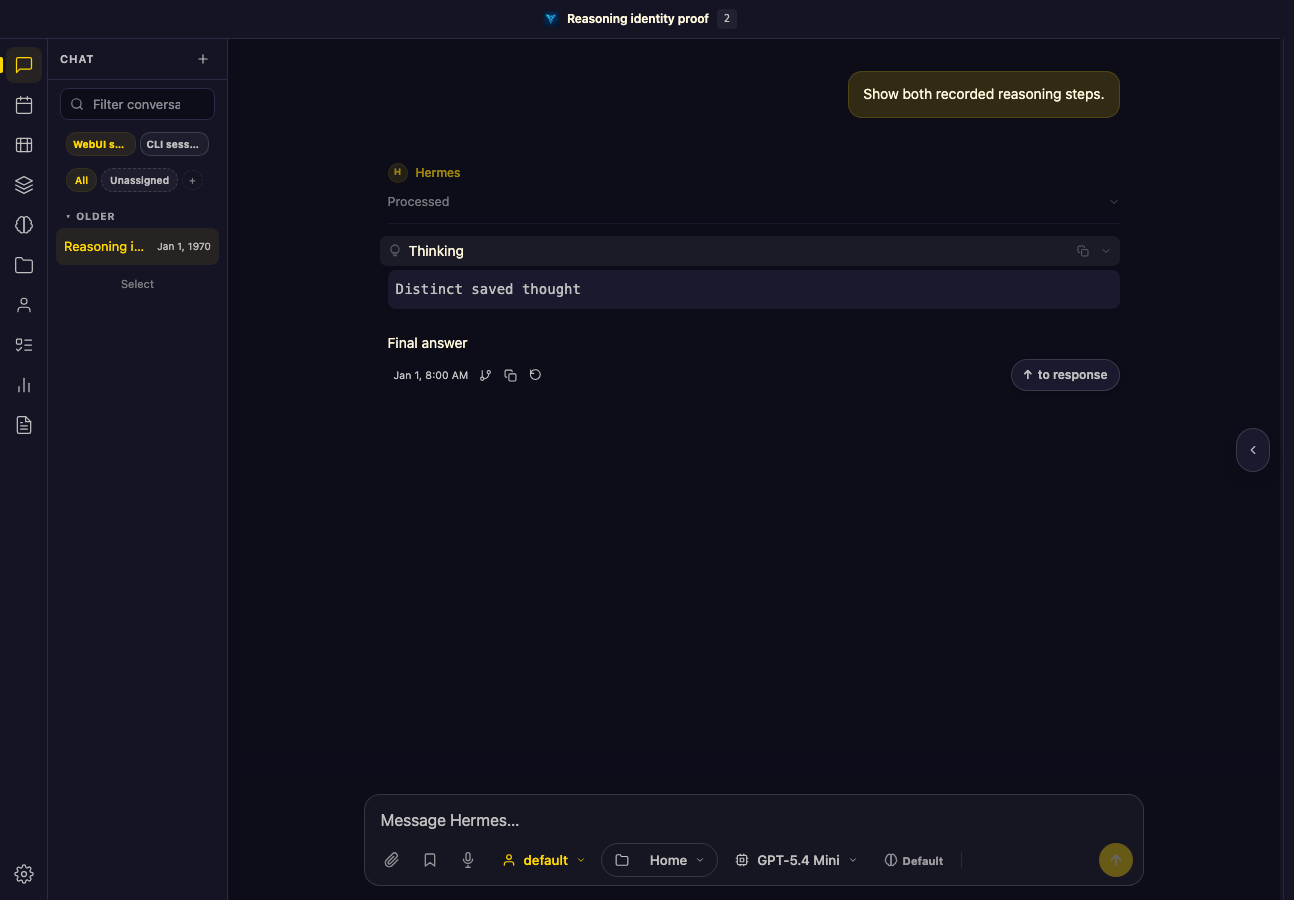 Reasoning identity proof 2
CHAT
Filter conversa
WebUI s... CLI sess...
All Unassigned +
OLDER
Reasoning i... Jan 1, 1970
Select
Show both recorded reasoning steps.
H Hermes
Processed
Thinking
Distinct saved thought
Final answer
Jan 1, 8:00 AM
↑ to response
Message Hermes...
default Home GPT-5.4 Mini Default